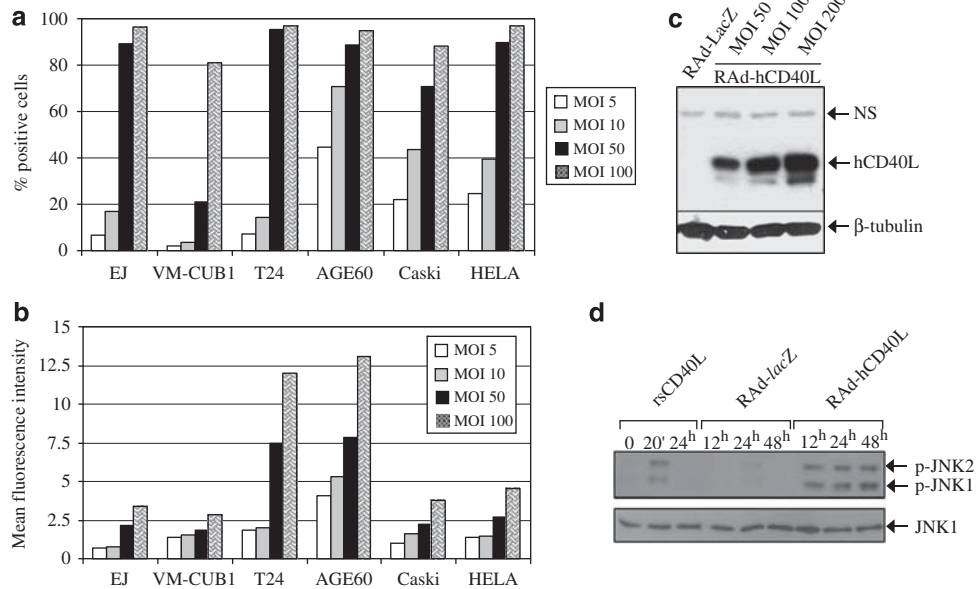 a
% positive cells
100
80
60
40
20
0
EJ VM-CUB1 T24 AGE60 Caski HELA
MOI 5
MOI 10
MOI 50
MOI 100
b
Mean fluorescence intensity
15
12.5
10
7.5
5
2.5
0
EJ VM-CUB1 T24 AGE60 Caski HELA
MOI 5
MOI 10
MOI 50
MOI 100
c
RAd-LacZ
MOI 50
MOI 100
MOI 200
RAd-hCD40L
NS
hCD40L
β-tubulin
d
rsCD40L
RAd-lacZ
RAd-hCD40L
0 20' 24h 12h 24h 48h 12h 24h 48h
p-JNK2
p-JNK1
JNK1